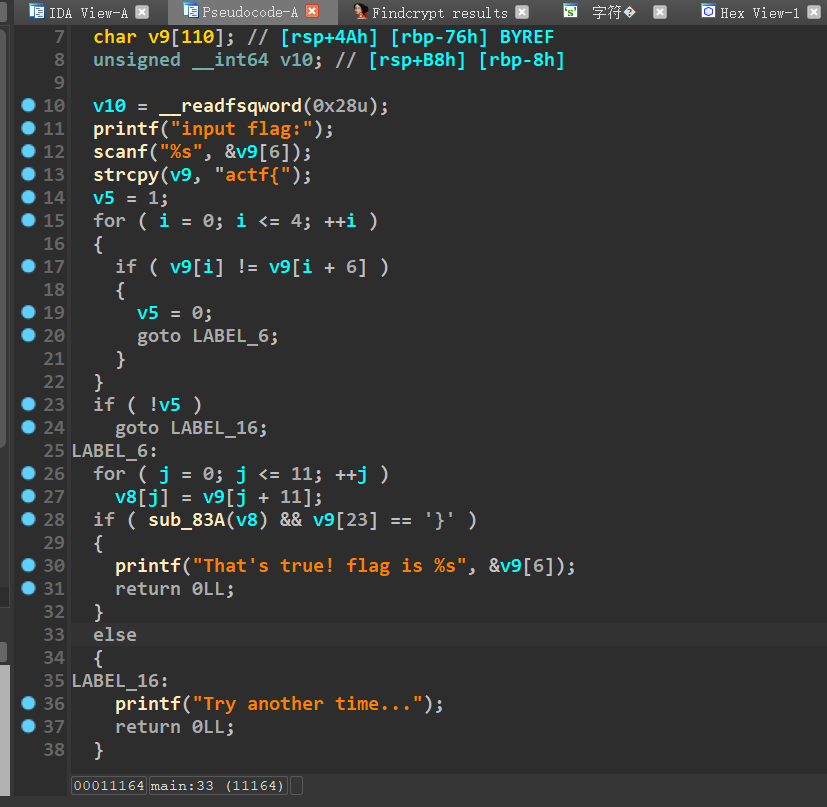 IDA View-A Pseudocode-A Findcrypt results 字符� Hex View-1
7 char v9[110]; // [rsp+4Ah] [rbp-76h] BYREF
8 unsigned __int64 v10; // [rsp+B8h] [rbp-8h]
9
10 v10 = __readfsqword(0x28u);
11 printf("input flag:");
12 scanf("%s", &v9[6]);
13 strcpy(v9, "actf{");
14 v5 = 1;
15 for ( i = 0; i <= 4; ++i )
16 {
17 if ( v9[i] != v9[i + 6] )
18 {
19 v5 = 0;
20 goto LABEL_6;
21 }
22 }
23 if ( !v5 )
24 goto LABEL_16;
25 LABEL_6:
26 for ( j = 0; j <= 11; ++j )
27 v8[j] = v9[j + 11];
28 if ( sub_83A(v8) && v9[23] == '}' )
29 {
30 printf("That's true! flag is %s", &v9[6]);
31 return 0LL;
32 }
33 else
34 {
35 LABEL_16:
36 printf("Try another time...");
37 return 0LL;
38 }
00011164 main:33 (11164)